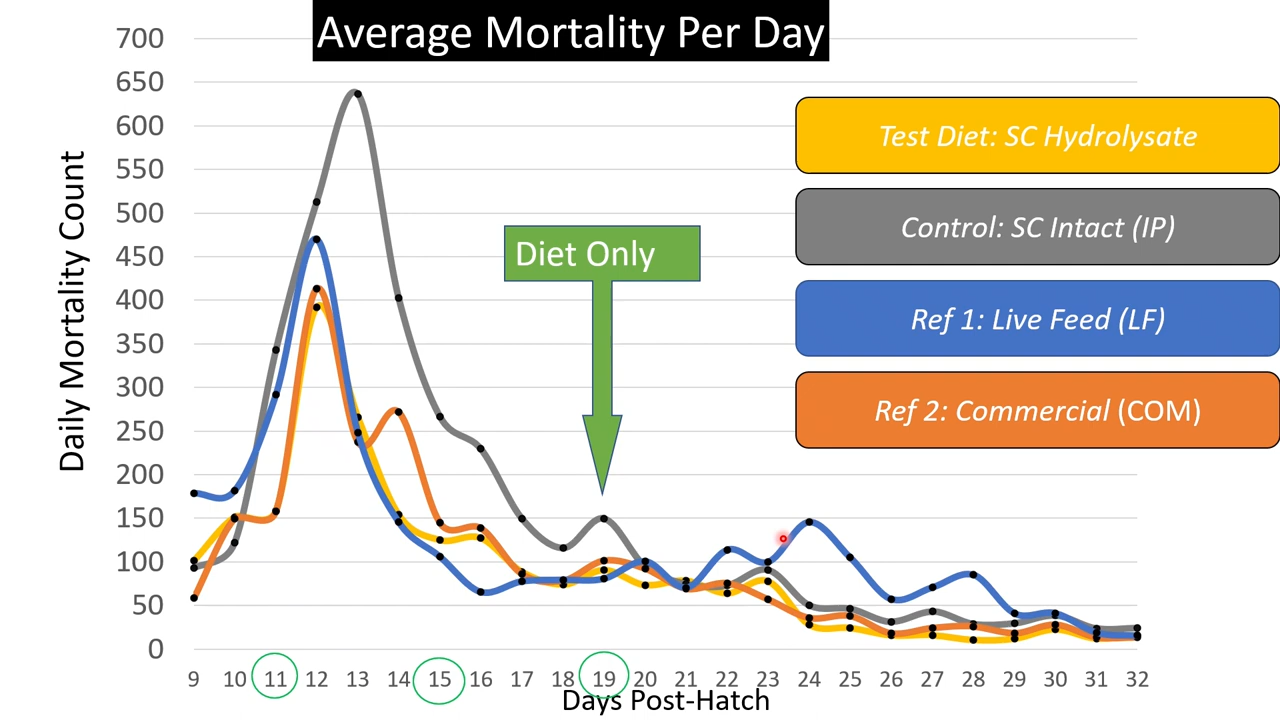 Average Mortality Per Day
700
650
600
550
500
450
400
350
300
250
200
150
100
50
0
Daily Mortality Count
Diet Only
Test Diet: SC Hydrolysate
Control: SC Intact (IP)
Ref 1: Live Feed (LF)
Ref 2: Commercial (COM)
9 10 11 12 13 14 15 16 17 18 19 20 21 22 23 24 25 26 27 28 29 30 31 32
Days Post-Hatch